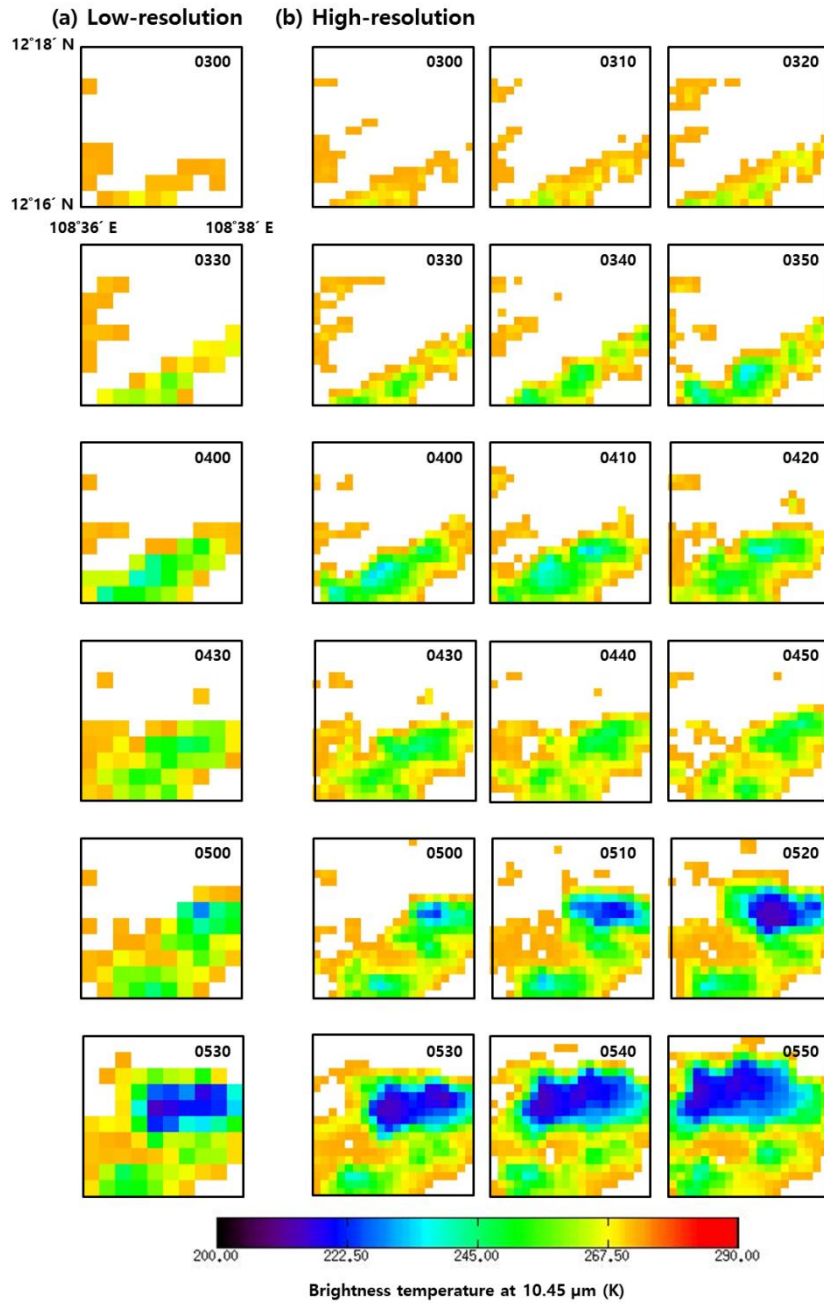 (a) Low-resolution (b) High-resolution
12°18′ N
0300 0300 0310 0320
12°16′ N
108°36′ E 108°38′ E
0330 0330 0340 0350
0400 0400 0410 0420
0430 0430 0440 0450
0500 0500 0510 0520
0530 0530 0540 0550
200.00 222.50 245.00 267.50 290.00
Brightness temperature at 10.45 μm (K)